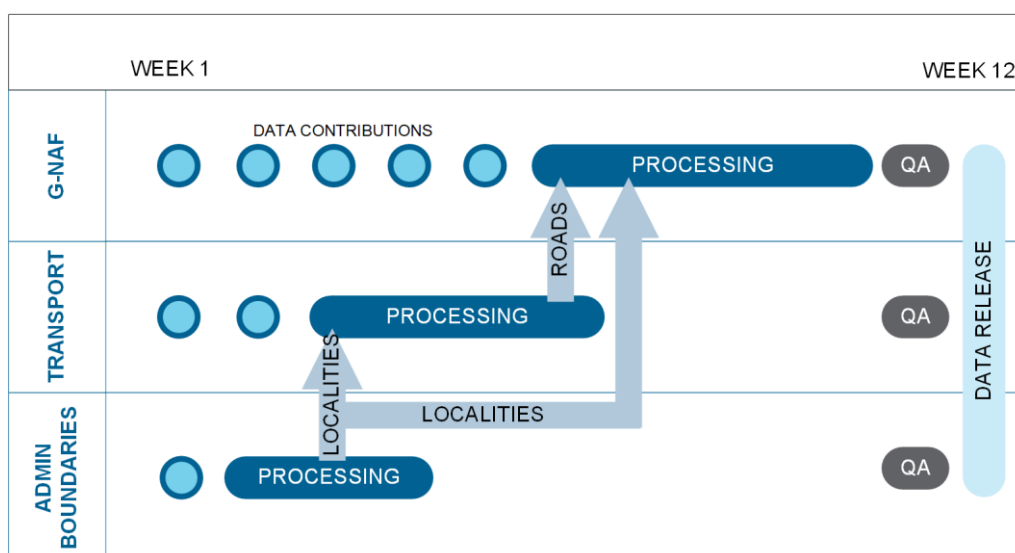 WEEK 1
WEEK 12
G-NAF
DATA CONTRIBUTIONS
PROCESSING
QA
ROADS
TRANSPORT
PROCESSING
QA
DATA RELEASE
LOCALITIES
LOCALITIES
ADMIN
BOUNDARIES
PROCESSING
QA